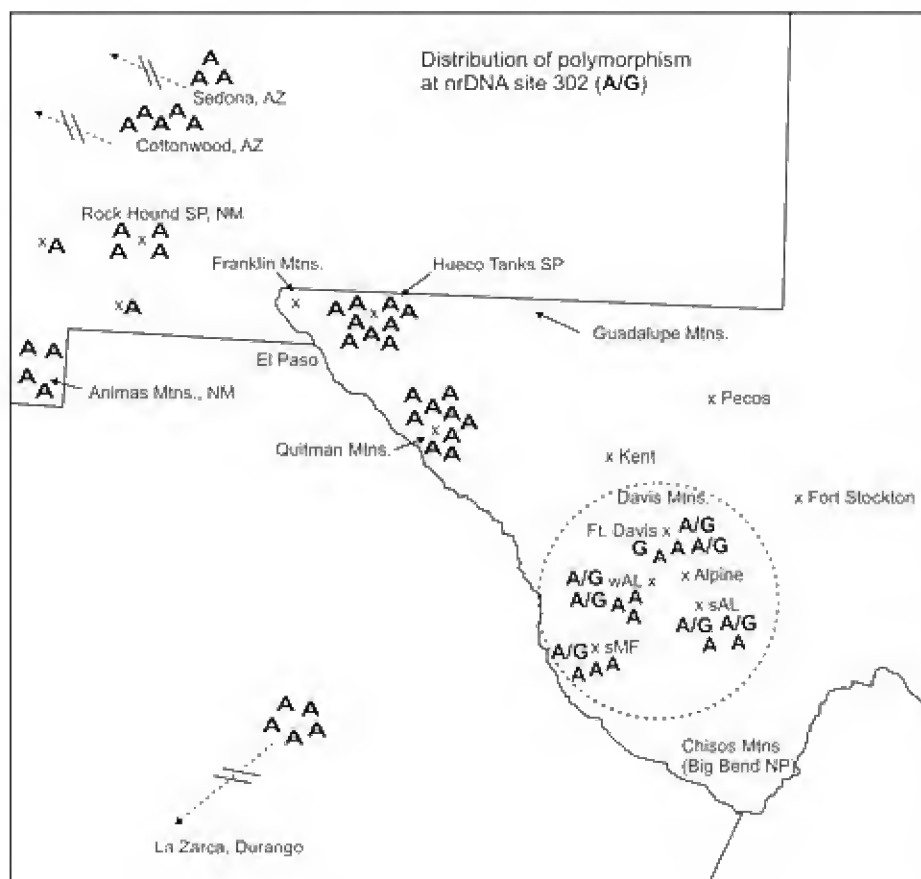 Distribution of polymorphism
at nrDNA site 302 (A/G)
A
A A
Sedona, AZ
A A A
A A
Cottonwood, AZ
Rock Hound SP, NM
A A
x
A A
x A
Franklin Mtns.
x
Hueco Tanks SP
A A A A
x
A A
A A A
Guadalupe Mtns.
x A
El Paso
A A
A
A
Animas Mtns., NM
A A
A A A
x
A
A A
Quitman Mtns.
x Pecos
x Kent
Davis Mtns.
x Fort Stockton
Ft. Davis x A/G
G A A A/G
A/G wAL x
A/G A A
A
x Alpine
x sAL
A/G A/G
A A
A/G x sMF
A A A
A A
A A A
Chisos Mtns
(Big Bend NP)
La Zarca, Durango